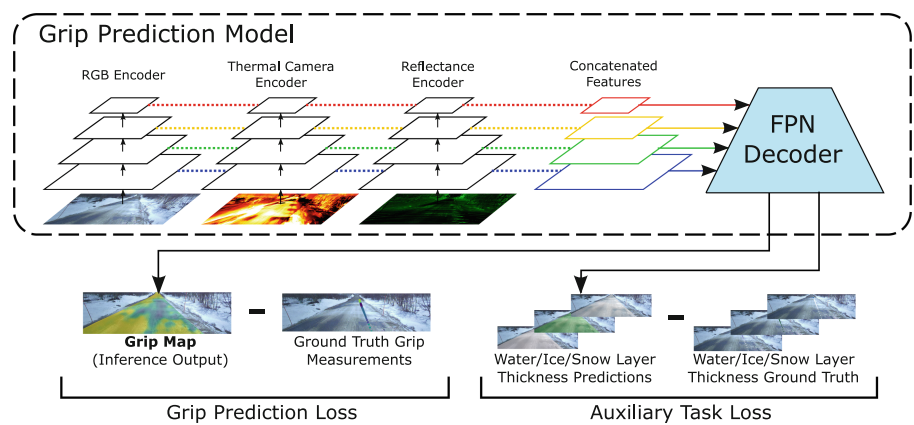 Grip Prediction Model
RGB Encoder
Thermal Camera
Encoder
Reflectance
Encoder
Concatenated
Features
FPN
Decoder
Grip Map
(Inference Output)
Ground Truth Grip
Measurements
Water/Ice/Snow Layer
Thickness Predictions
Water/Ice/Snow Layer
Thickness Ground Truth
Grip Prediction Loss
Auxiliary Task Loss